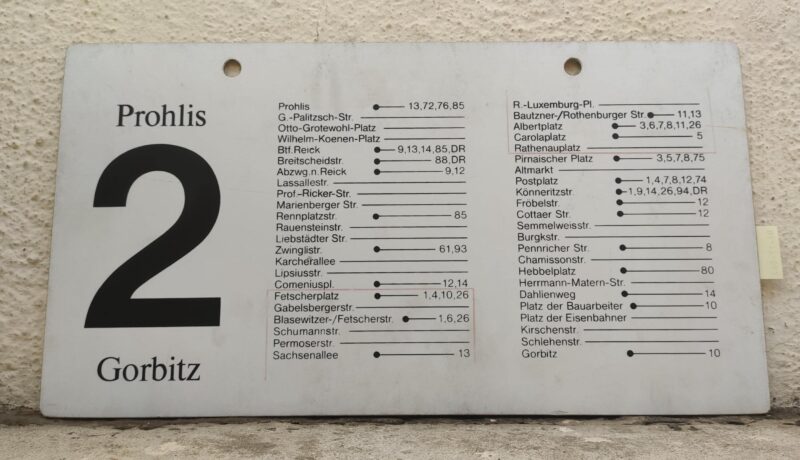 Prohlis
2
Gorbitz
Prohlis 13,72,76,85
G.-Palitzsch-Str.
Otto-Grotewohl-Platz
Wilhelm-Koenen-Platz
Btf.Reick 9,13,14,85,DR
Breitscheidstr. 88,DR
Abzwg.n.Reick 9,12
Lassallestr.
Prof.-Ricker-Str.
Marienberger Str.
Rennplatzstr. 85
Rauensteinstr.
Liebstädter Str.
Zwinglistr. 61,93
Karcherallee
Lipsiusstr.
Comeniuspl. 12,14
Fetscherplatz 1,4,10,26
Gabelsbergerstr.
Blasewitzer-/Fetscherstr. 1,6,26
Schumannstr.
Permoserstr.
Sachsenallee 13
R.-Luxemburg-Pl.
Bautzner-/Rothenburger Str. 11,13
Albertplatz 3,6,7,8,11,26
Carolaplatz 5
Rathenauplatz
Pirnaischer Platz 3,5,7,8,75
Altmarkt
Postplatz 1,4,7,8,12,74
Könneritzstr. 1,9,14,26,94,DR
Fröbelstr. 12
Cottaer Str. 12
Semmelweisstr.
Burgkstr.
Pennricher Str. 8
Chamissonstr.
Hebbelplatz 80
Herrmann-Matern-Str.
Dahlienweg 14
Platz der Bauarbeiter 10
Platz der Eisenbahner
Kirschenstr.
Schlehenstr.
Gorbitz 10